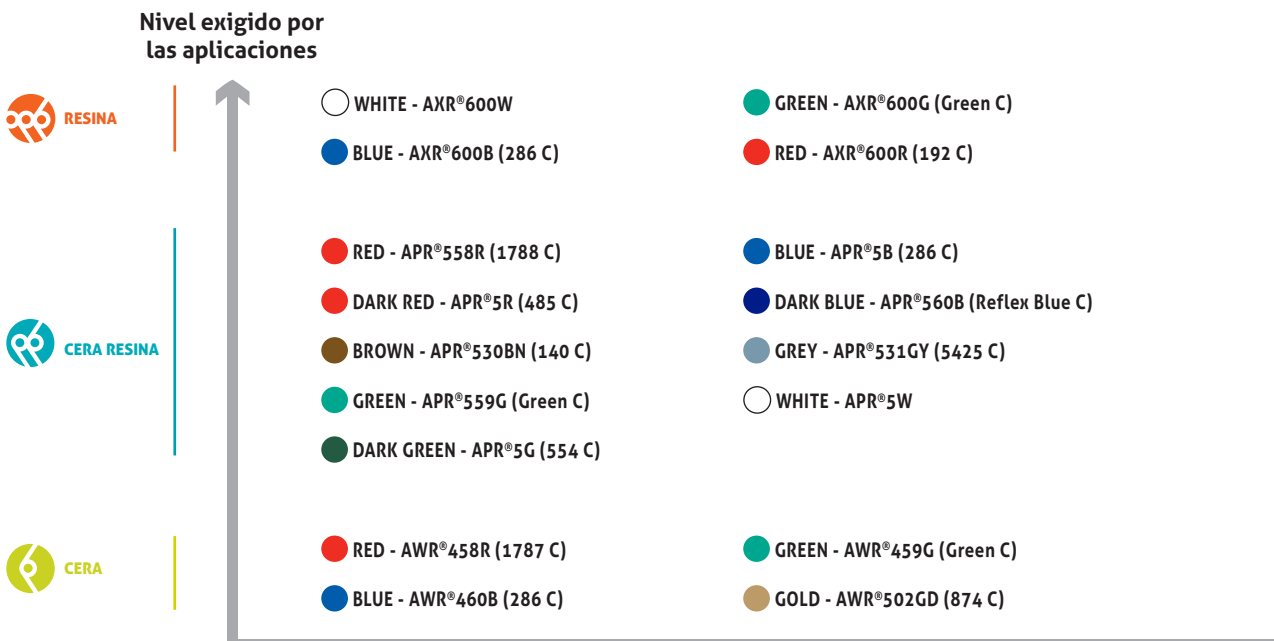 Nivel exigido por
las aplicaciones
RESINA
WHITE - AXR®600W
GREEN - AXR®600G (Green C)
BLUE - AXR®600B (286 C)
RED - AXR®600R (192 C)
CERA RESINA
RED - APR®558R (1788 C)
BLUE - APR®5B (286 C)
DARK RED - APR®5R (485 C)
DARK BLUE - APR®560B (Reflex Blue C)
BROWN - APR®530BN (140 C)
GREY - APR®531GY (5425 C)
GREEN - APR®559G (Green C)
WHITE - APR®5W
DARK GREEN - APR®5G (554 C)
CERA
RED - AWR®458R (1787 C)
GREEN - AWR®459G (Green C)
BLUE - AWR®460B (286 C)
GOLD - AWR®502GD (874 C)